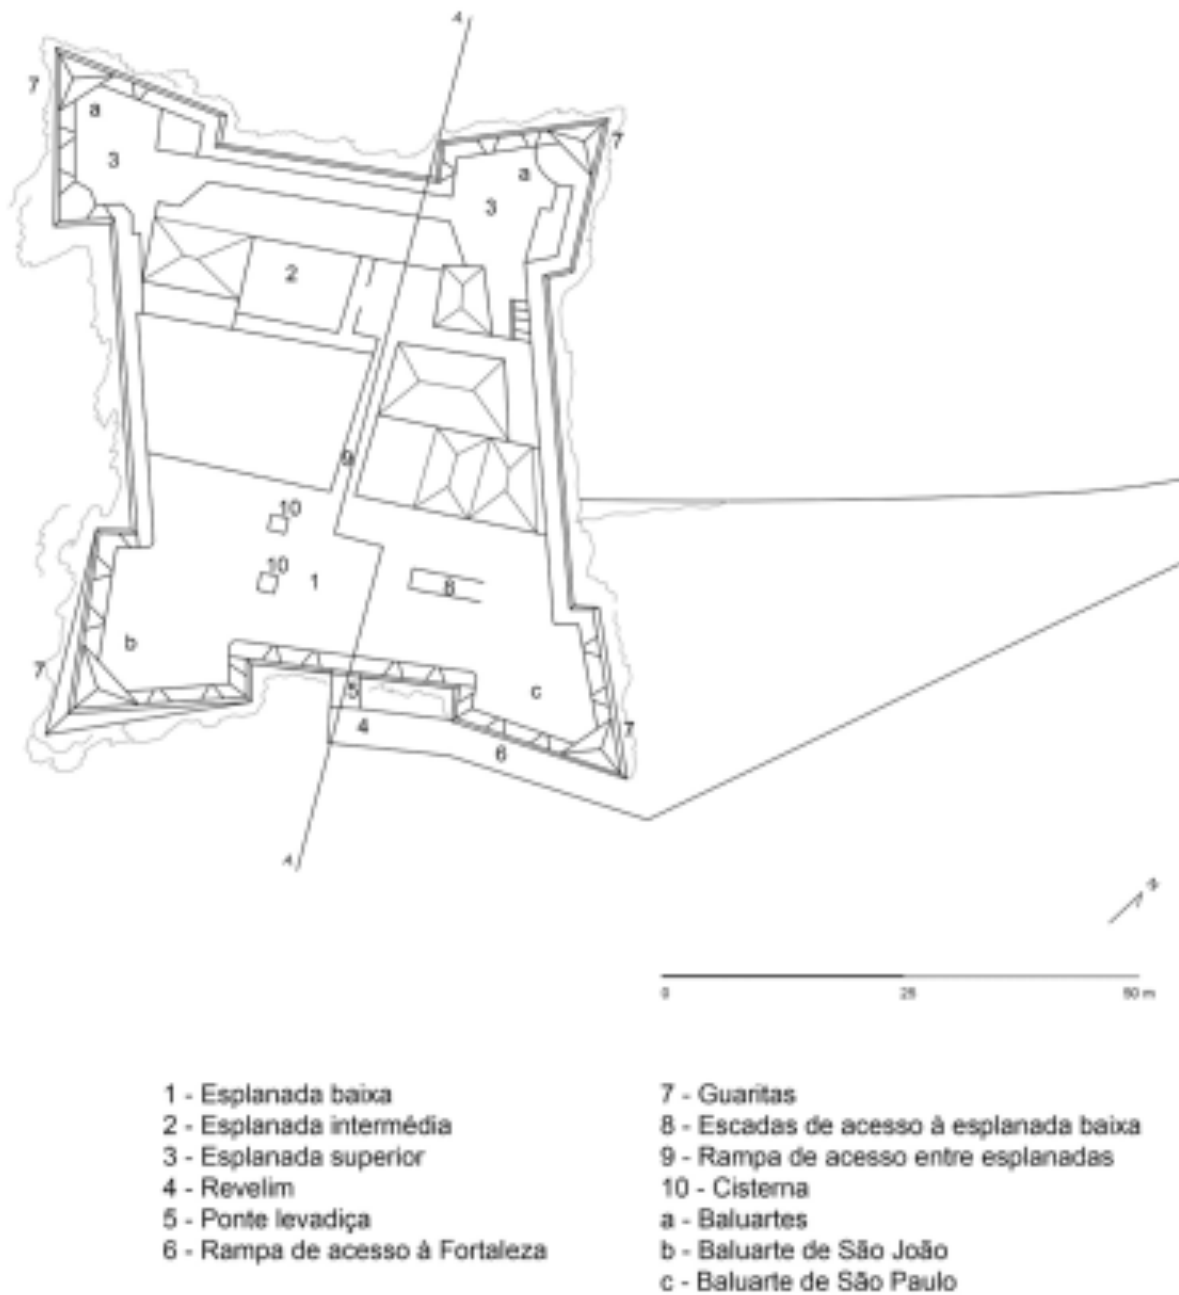 4
7
a
3
7
a
3
2
9
10
10
1
8
b
7
c
7
5
4
6
4
0 25 50 m
1 - Esplanada baixa
2 - Esplanada intermédia
3 - Esplanada superior
4 - Revelim
5 - Ponte levadiça
6 - Rampa de acesso á Fortaleza
7 - Guaritas
8 - Escadas de acesso à esplanada baixa
9 - Rampa de acesso entre esplanadas
10 - Cisterna
a - Baluartes
b - Baluarte de São João
c - Baluarte de São Paulo